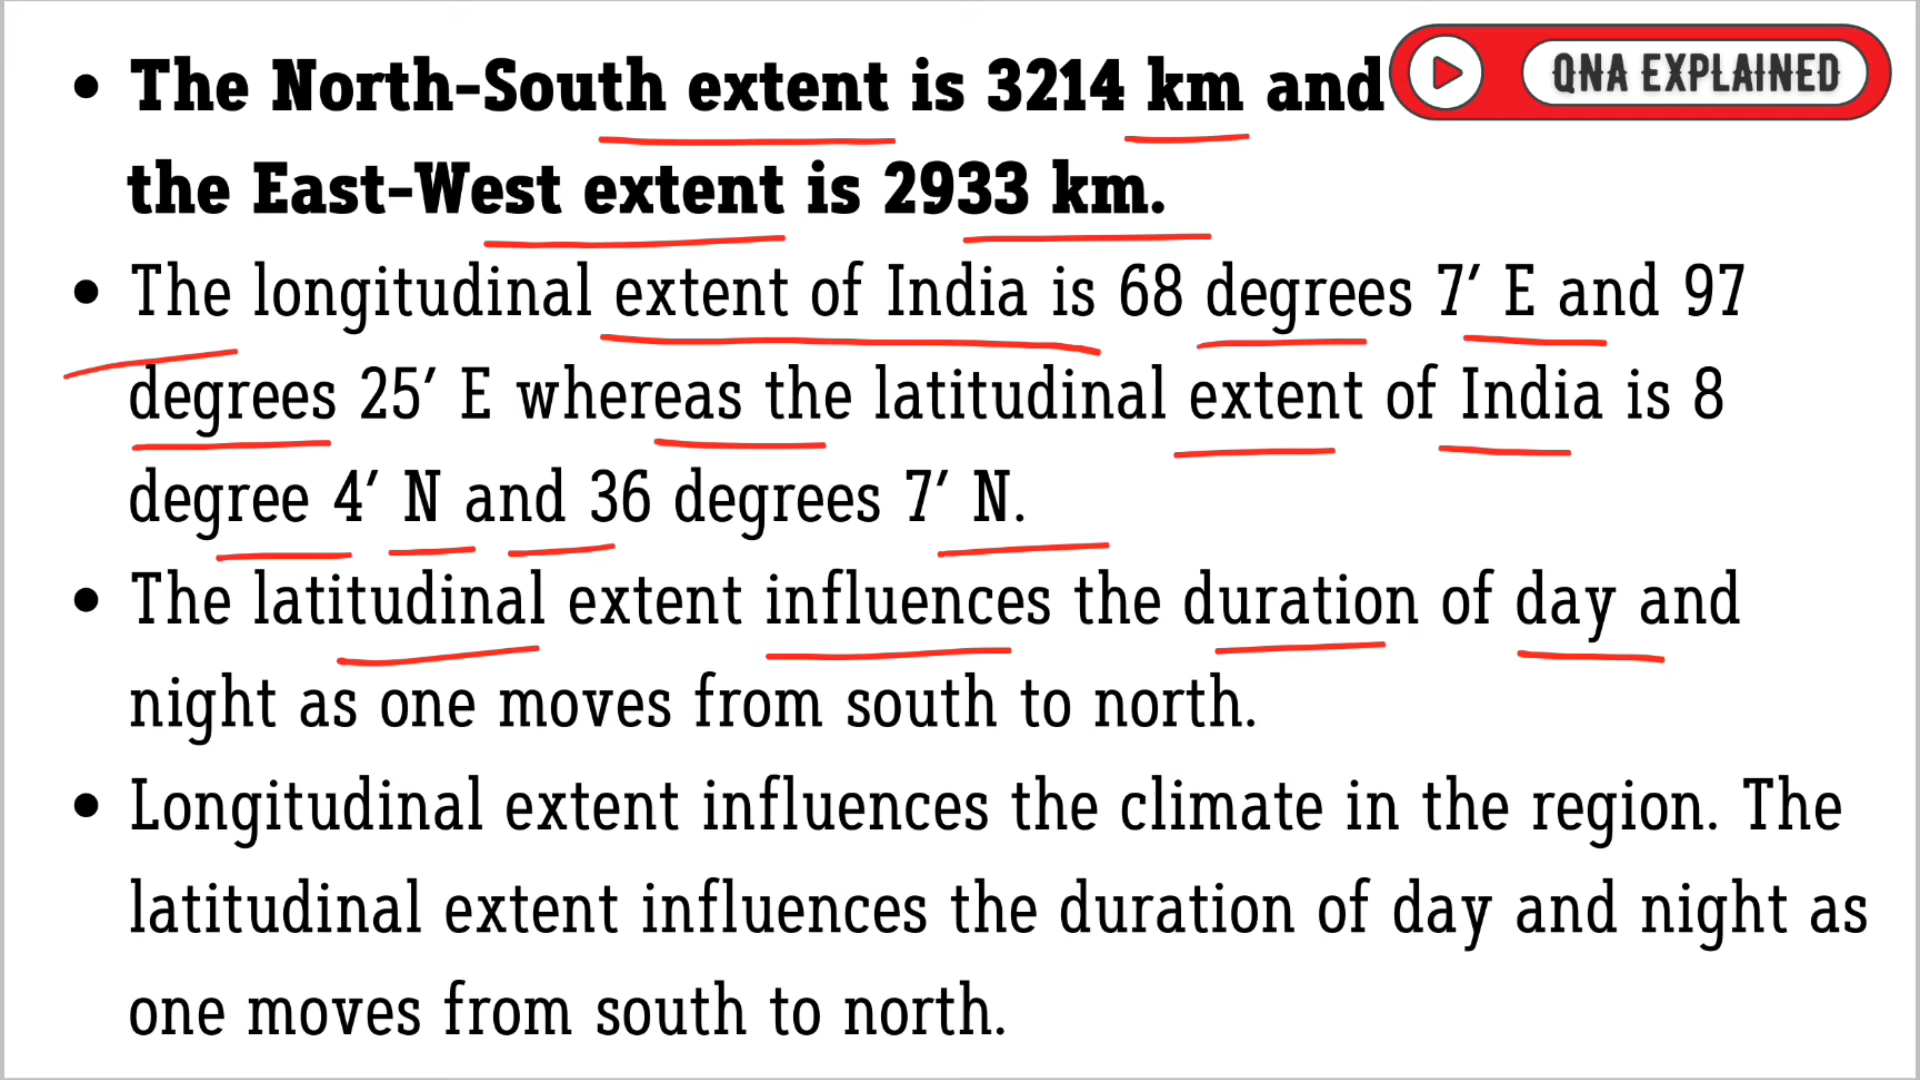 • The North-South extent is 3214 km and
QNA EXPLAINED
the East-West extent is 2933 km.
• The longitudinal extent of India is 68 degrees 7′ E and 97
degrees 25′ E whereas the latitudinal extent of India is 8
degree 4′ N and 36 degrees 7′ N.
• The latitudinal extent influences the duration of day and
night as one moves from south to north.
• Longitudinal extent influences the climate in the region. The
latitudinal extent influences the duration of day and night as
one moves from south to north.